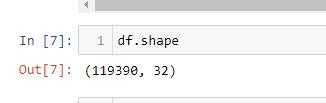 In [7]: 1 df.shape
Out[7]: (119390, 32)